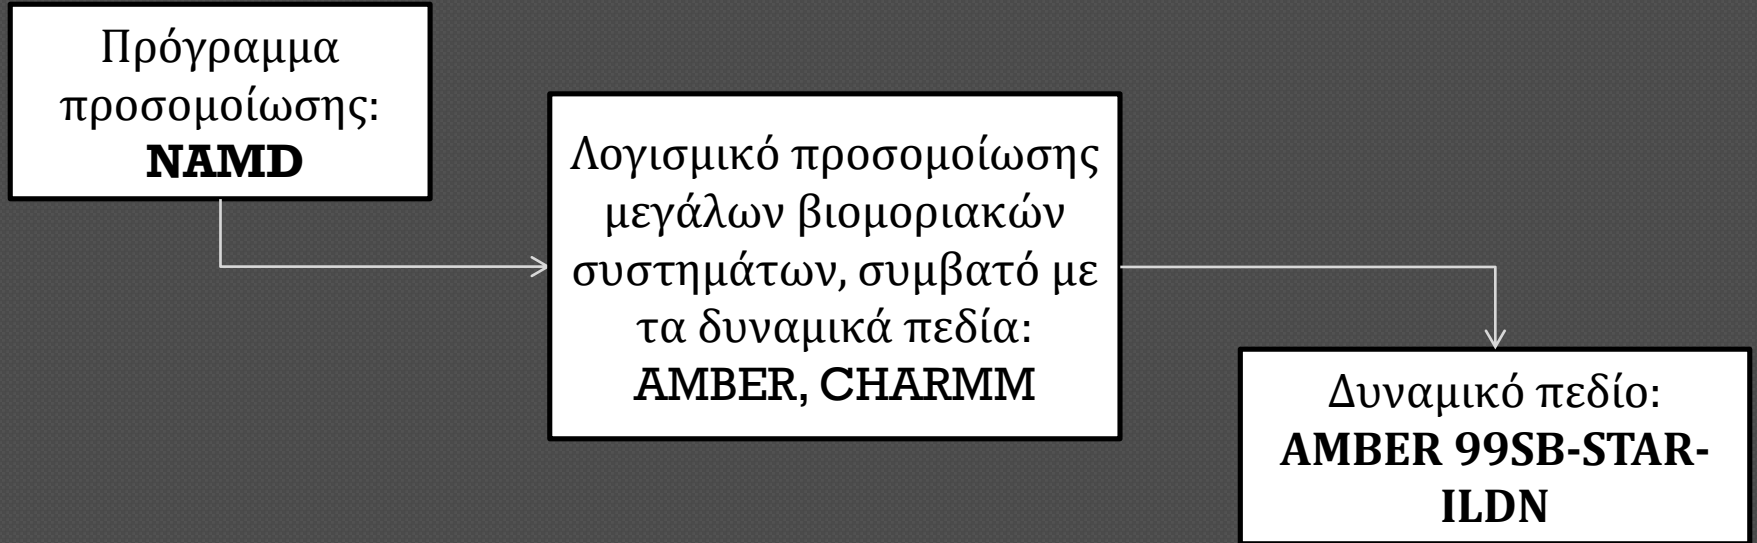 Πρόγραμμα
προσομοίωσης:
NAMD
Λογισμικό προσομοίωσης
μεγάλων βιομοριακών
συστημάτων, συμβατό με
τα δυναμικά πεδία:
AMBER, CHARMM
Δυναμικό πεδίο:
AMBER 99SB-STAR-
ILDN